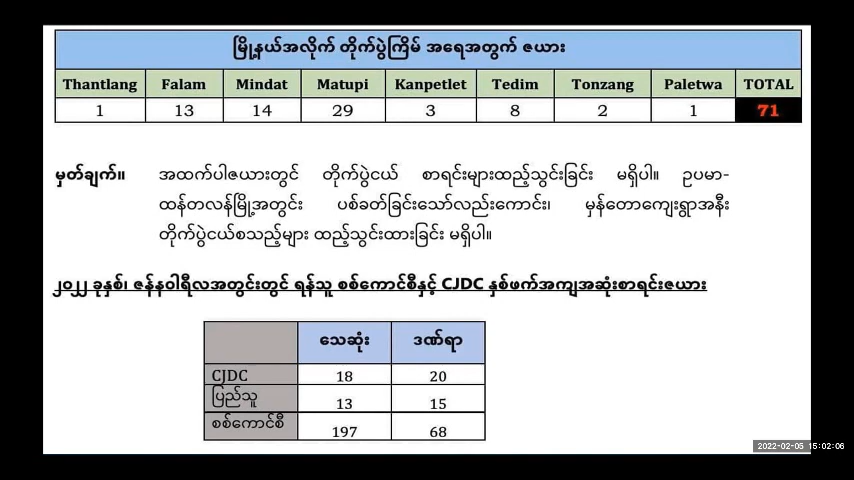 မြို့နယ်အလိုက် တိုက်ပွဲကြိမ် အရေအတွက် ဇယား
Thantlang Falam Mindat Matupi Kanpetlet Tedim Tonzang Paletwa TOTAL
1 13 14 29 3 8 2 1 71
မှတ်ချက်။ အထက်ပါဇယားတွင် တိုက်ပွဲငယ် စာရင်းများထည့်သွင်းခြင်း မရှိပါ။ ဥပမာ-
ထန်တလန်မြို့အတွင်း ပစ်ခတ်ခြင်းသော်လည်းကောင်း၊ မှန်တောကျေးရွာအနီး
တိုက်ပွဲငယ်စသည့်များ ထည့်သွင်းထားခြင်း မရှိပါ။
၂၀၂၂ ခုနှစ်၊ ဇန်နဝါရီလအတွင်းတွင် ရန်သူ စစ်ကောင်စီနှင့် CJDC နှစ်ဖက်အကျအဆုံးစာရင်းဇယား
သေဆုံး ဒဏ်ရာ
CJDC 18 20
ပြည်သူ 13 15
စစ်ကောင်စီ 197 68
2022-02-05 15:02:06